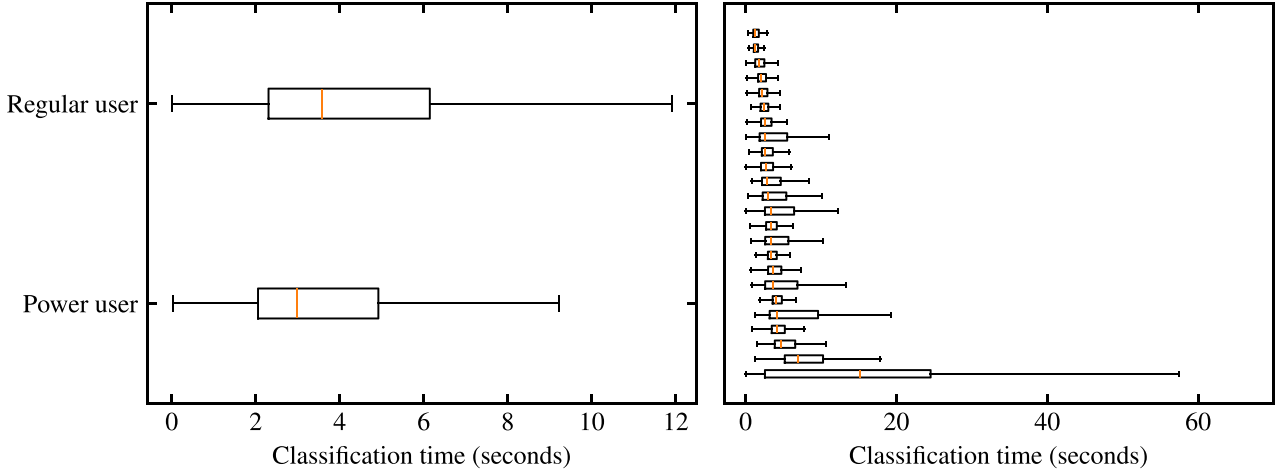 Regular user
Power user
0 2 4 6 8 10 12
Classification time (seconds)
0 20 40 60
Classification time (seconds)